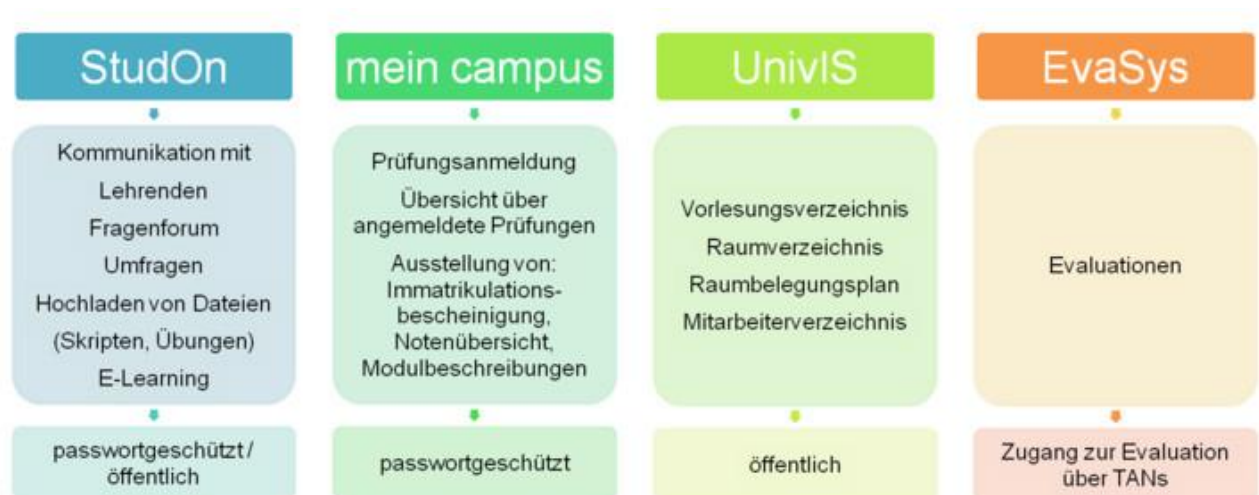 StudOn
Kommunikation mit
Lehrenden
Fragenforum
Umfragen
Hochladen von Dateien
(Skripten, Übungen)
E-Learning
passwortgeschützt /
öffentlich
mein campus
Prüfungsanmeldung
Übersicht über
angemeldete Prüfungen
Ausstellung von:
Immatrikulations-
bescheinigung,
Notenübersicht,
Modulbeschreibungen
passwortgeschützt
UnivIS
Vorlesungsverzeichnis
Raumverzeichnis
Raumbelegungsplan
Mitarbeiterverzeichnis
öffentlich
EvaSys
Evaluationen
Zugang zur Evaluation
über TANs